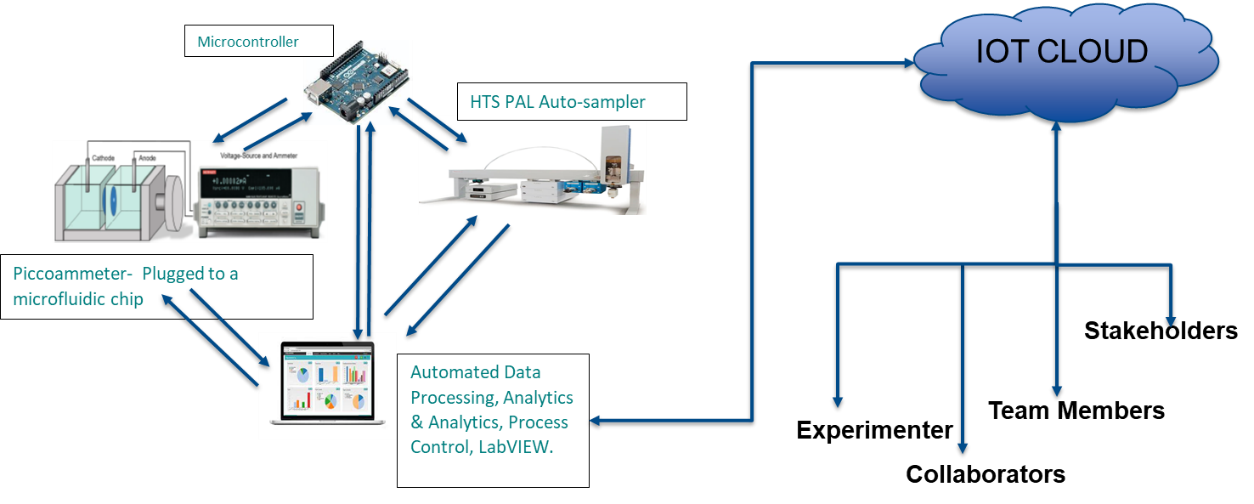 Microcontroller
IOT CLOUD
HTS PAL Auto-sampler
Cathode
Anode
Voltage-Source and Ammeter
Piccoammeter- Plugged to a
microfluidic chip
Automated Data
Processing, Analytics
& Analytics, Process
Control, LabVIEW.
Stakeholders
Team Members
Experimenter
Collaborators